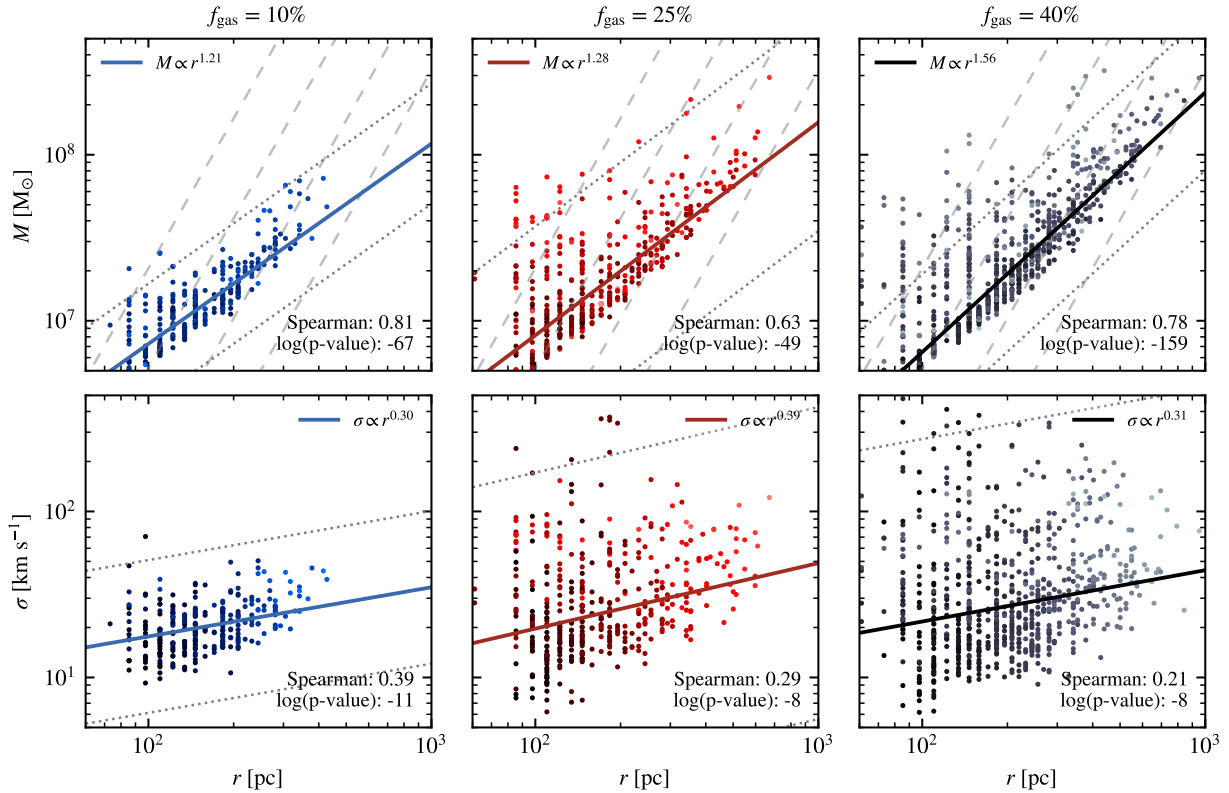 f_gas = 10%
f_gas = 25%
f_gas = 40%
M ∝ r^1.21
M ∝ r^1.28
M ∝ r^1.56
10^8
10^7
M [M_⊙]
Spearman: 0.81
log(p-value): -67
Spearman: 0.63
log(p-value): -49
Spearman: 0.78
log(p-value): -159
σ ∝ r^0.30
σ ∝ r^0.39
σ ∝ r^0.31
10^2
10^1
σ [km s^−1]
Spearman: 0.39
log(p-value): -11
Spearman: 0.29
log(p-value): -8
Spearman: 0.21
log(p-value): -8
10^2 10^3
10^2 10^3
10^2 10^3
r [pc]
r [pc]
r [pc]